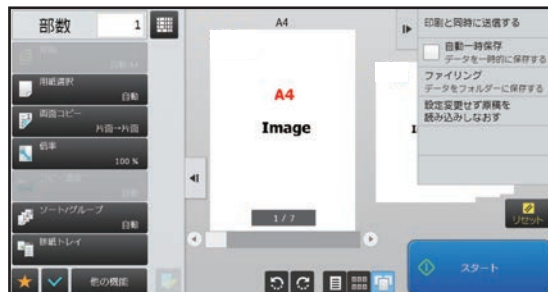 部数 1
用紙選択
自動
両面コピー
片面→片面
倍率
100 %
ソート/グループ
自動
排紙トレイ
他の機能
A4
A4
Image
1 / 7
印刷と同時に送信する
自動一時保存
データを一時的に保存する
ファイリング
データをフォルダーに保存する
設定変更せず原稿を
読み込みしなおす
リセット
スタート